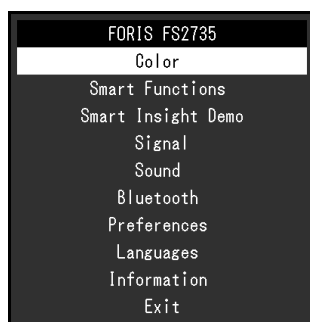 FORIS FS2735
Color
Smart Functions
Smart Insight Demo
Signal
Sound
Bluetooth
Preferences
Languages
Information
Exit